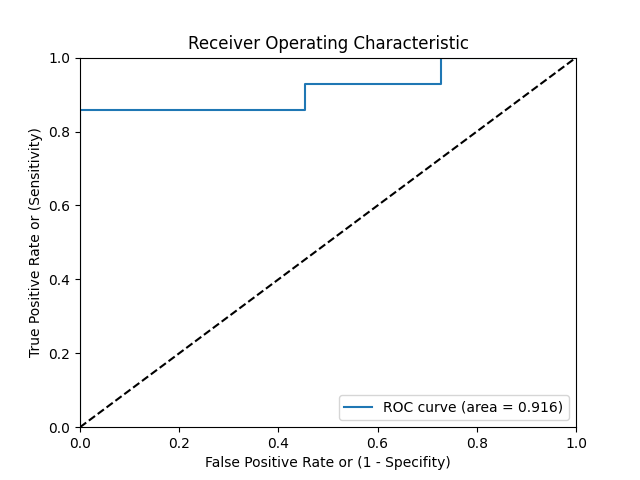 Receiver Operating Characteristic
1.0
0.8
0.6
0.4
0.2
0.0
True Positive Rate or (Sensitivity)
ROC curve (area = 0.916)
0.0 0.2 0.4 0.6 0.8 1.0
False Positive Rate or (1 - Specifity)